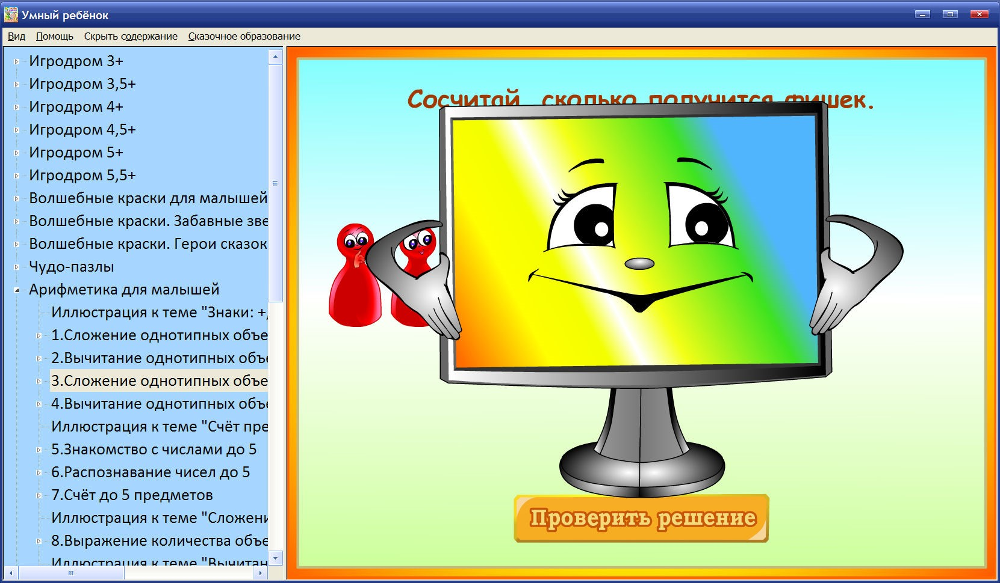 Умный ребёнок
Вид Помощь Скрыть содержание Сказочное образование
Игродром 3+
Игродром 3,5+
Игродром 4+
Игродром 4,5+
Игродром 5+
Игродром 5,5+
Волшебные краски для малышей
Волшебные краски. Забавные зве
Волшебные краски. Герои сказок
Чудо-пазлы
Арифметика для малышей
Иллюстрация к теме "Знаки: +,
1.Сложение однотипных объе
2.Вычитание однотипных объе
3.Сложение однотипных объе
4.Вычитание однотипных объе
Иллюстрация к теме "Счёт пре
5.Знакомство с числами до 5
6.Распознавание чисел до 5
7.Счёт до 5 предметов
Иллюстрация к теме "Сложени
8.Выражение количества объе
Иллюстрация к теме "Вычитан
Сосчитай, сколько получится фишек.
Проверить решение